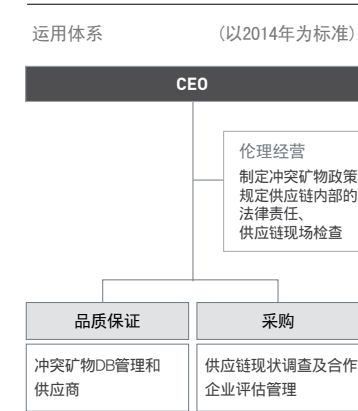 运用体系 (以2014年为标准)
CEO
伦理经营
制定冲突矿物政策
规定供应链内部的
法律责任、
供应链现场检查
品质保证 采购
冲突矿物DB管理和
供应商
供应链现状调查及合作
企业评估管理